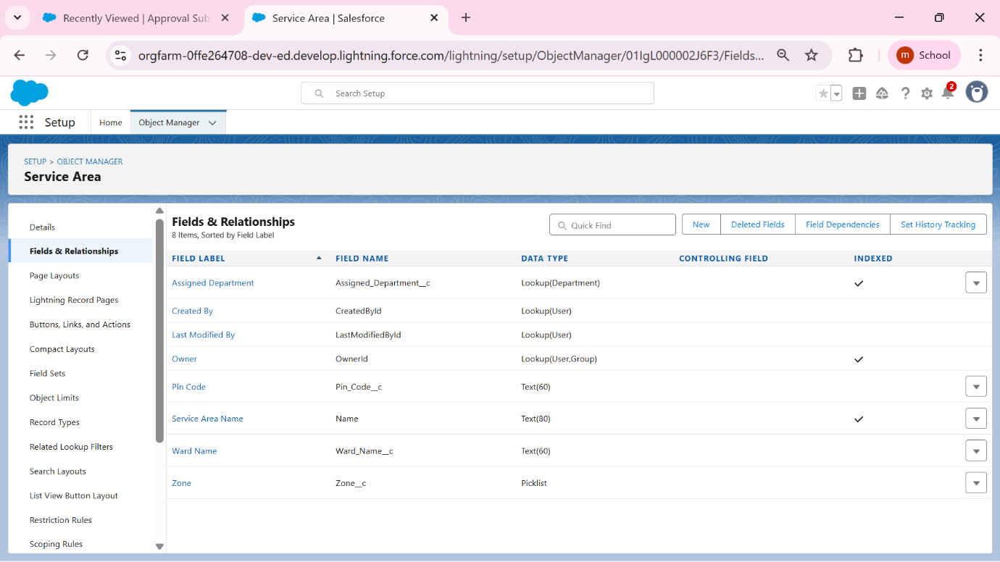 Recently Viewed | Approval Sub
Service Area | Salesforce
orgfarm-0ffe264708-dev-ed.develop.lightning.force.com/lightning/setup/ObjectManager/01IgL000002J6F3/Fields...
m School
Search Setup
2
Setup Home Object Manager
SETUP > OBJECT MANAGER
Service Area
Details
Fields & Relationships
Page Layouts
Lightning Record Pages
Buttons, Links, and Actions
Compact Layouts
Field Sets
Object Limits
Record Types
Related Lookup Filters
Search Layouts
List View Button Layout
Restriction Rules
Scoping Rules
Fields & Relationships
8 Items, Sorted by Field Label
Quick Find New Deleted Fields Field Dependencies Set History Tracking
FIELD LABEL FIELD NAME DATA TYPE CONTROLLING FIELD INDEXED
Assigned Department Assigned_Department__c Lookup(Department)
Created By CreatedById Lookup(User)
Last Modified By LastModifiedById Lookup(User)
Owner OwnerId Lookup(User,Group)
Pin Code Pin_Code__c Text(60)
Service Area Name Name Text(80)
Ward Name Ward_Name__c Text(60)
Zone Zone__c Picklist